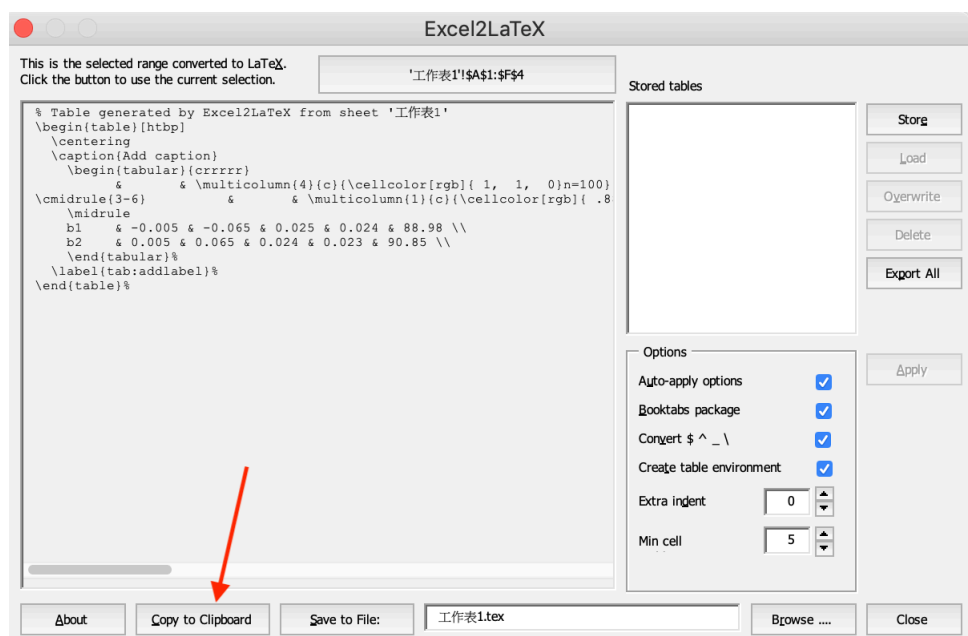 Excel2LaTeX
This is the selected range converted to LaTeX.
Click the button to use the current selection.
'工作表1'!$A$1:$F$4
Stored tables
% Table generated by Excel2LaTeX from sheet '工作表1'
\begin{table}[htbp]
\centering
\caption{Add caption}
\begin{tabular}{crrrrr}
& & \multicolumn{4}{c}{\cellcolor[rgb]{ 1, 1, 0}n=100}
\cmidrule{3-6} & & \multicolumn{1}{c}{\cellcolor[rgb]{ .8
\midrule
b1 & -0.005 & -0.065 & 0.025 & 0.024 & 88.98 \\
b2 & 0.005 & 0.065 & 0.024 & 0.023 & 90.85 \\
\end{tabular}%
\label{tab:addlabel}%
\end{table}%
Store
Load
Overwrite
Delete
Export All
Options
Auto-apply options
Booktabs package
Convert $ ^ _ \
Create table environment
Extra indent 0
Min cell 5
Apply
About
Copy to Clipboard
Save to File:
工作表1.tex
Browse ....
Close